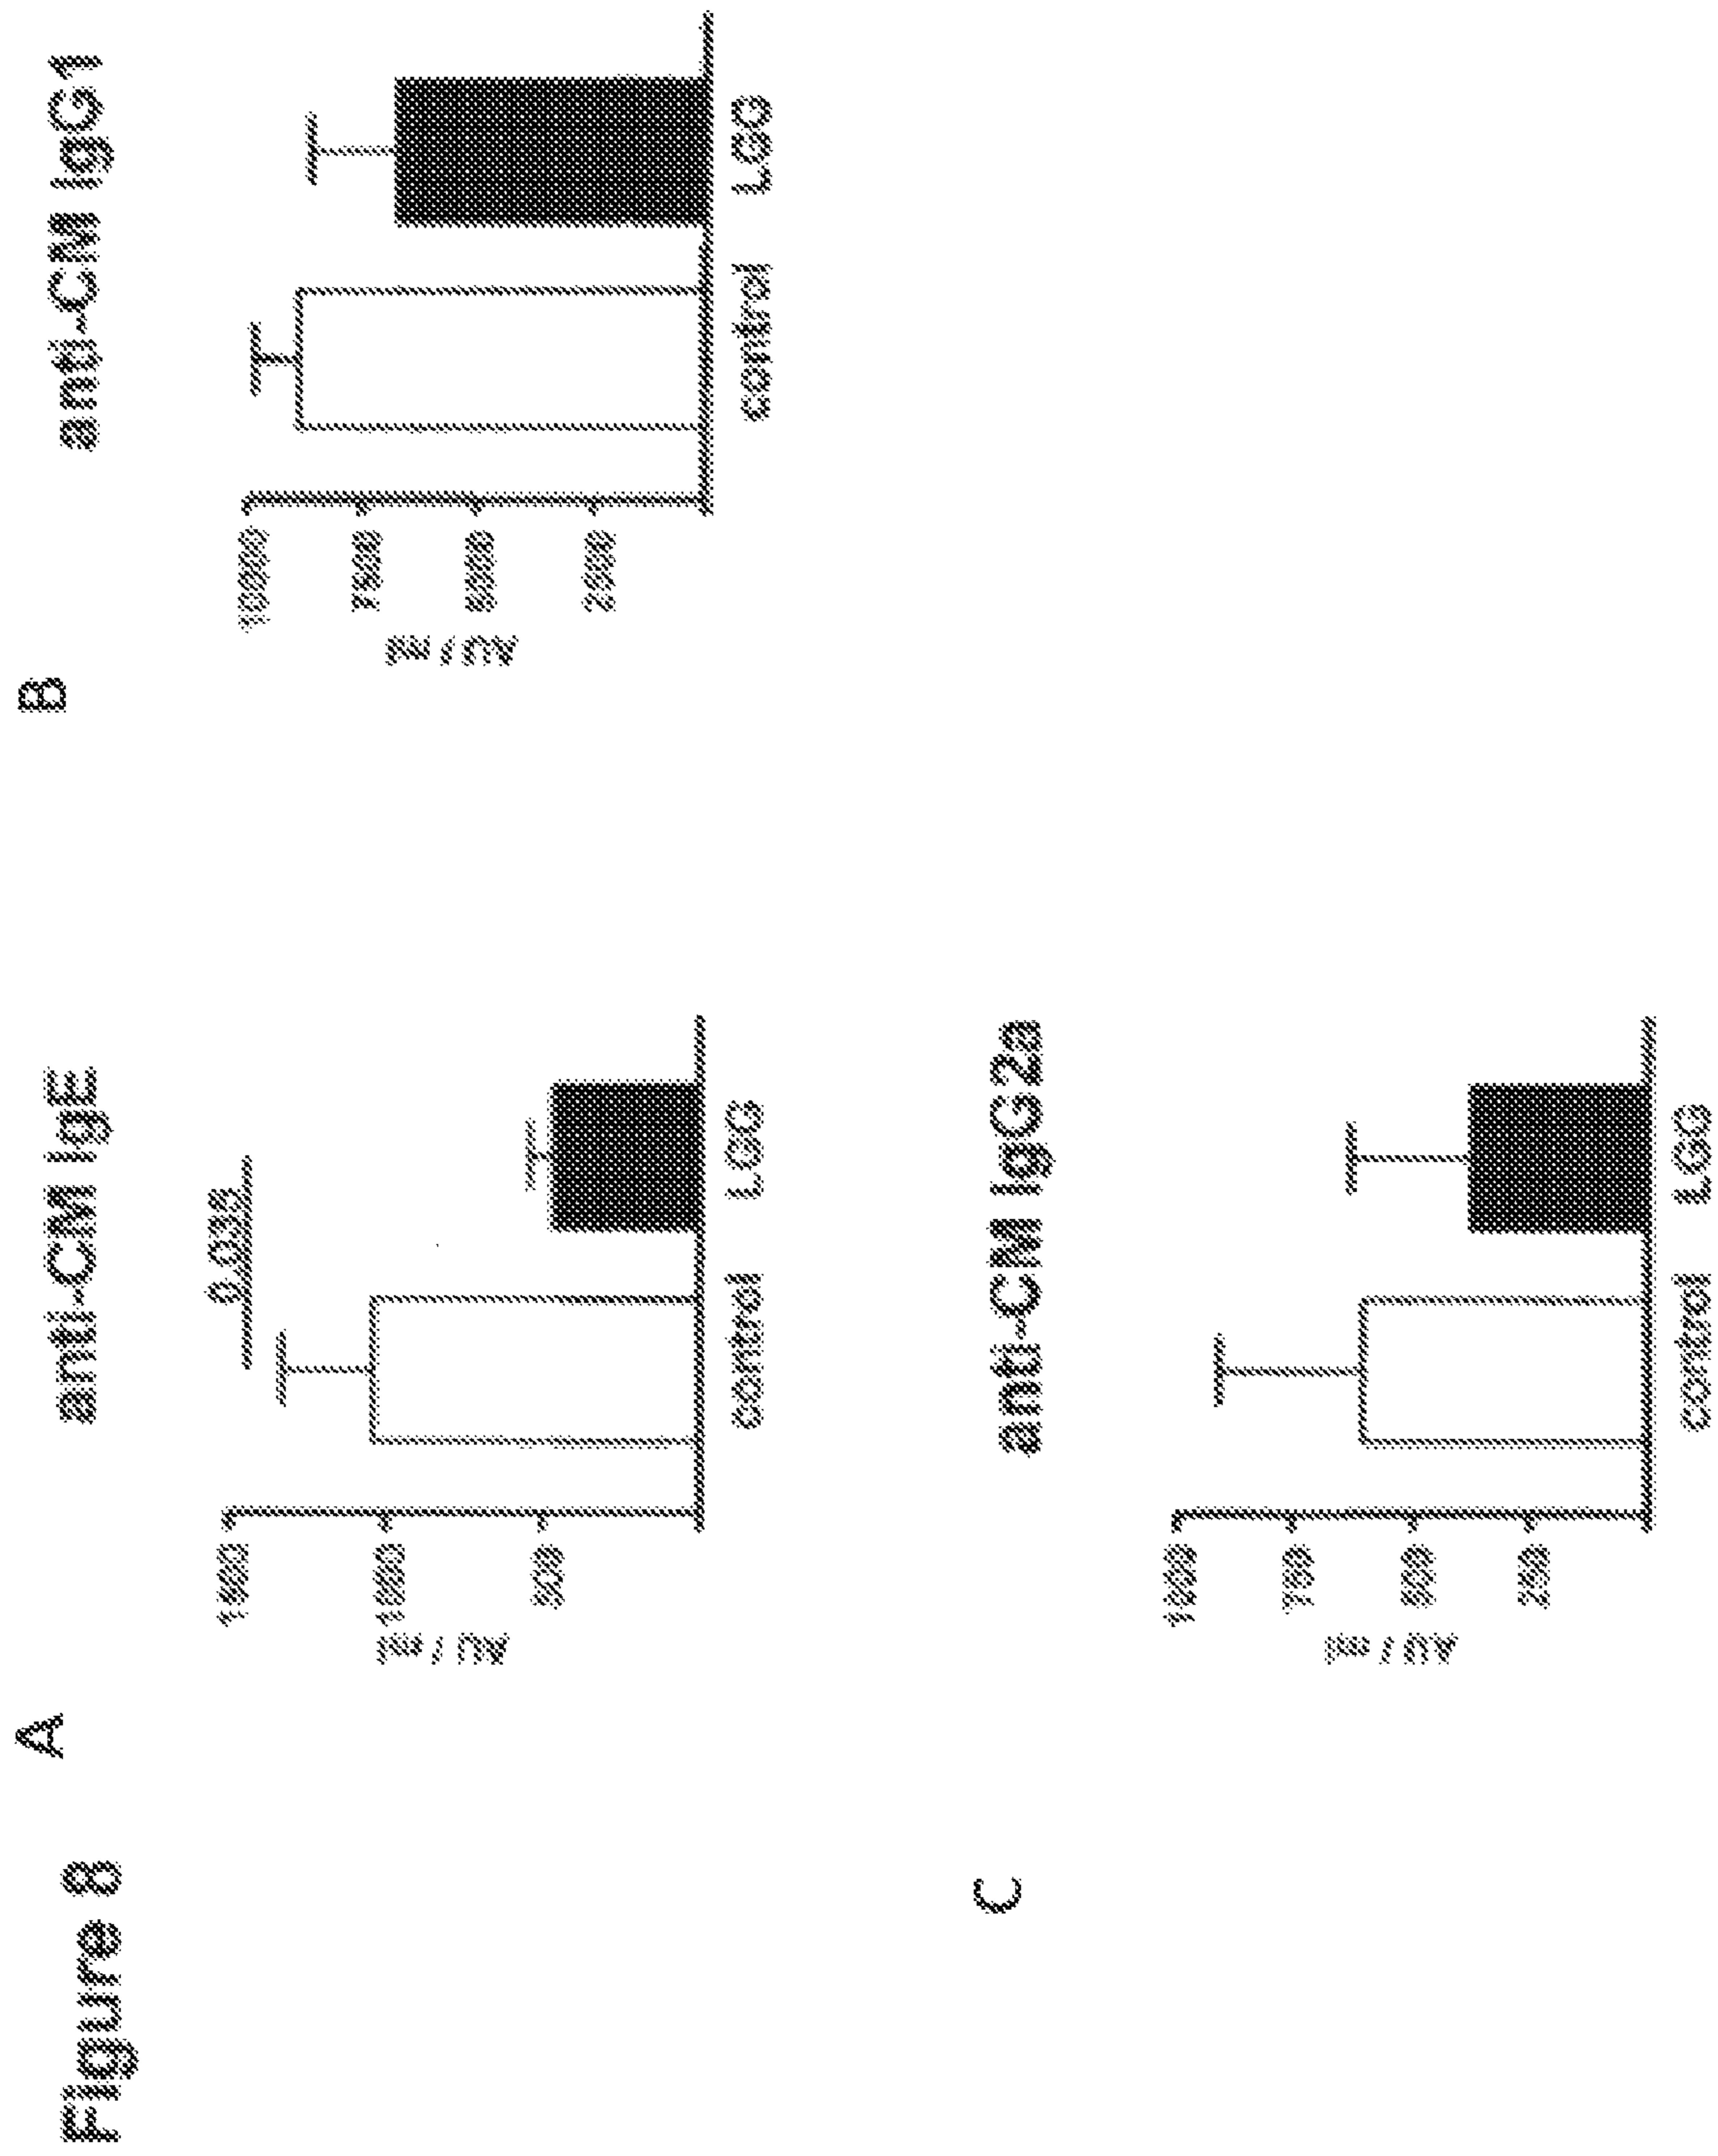 Figure 8
A
anti-CM IgE
0.035
1500
1000
500
AU / ml
control LGG
B
anti-CM IgG1
10000
7500
5000
2500
AU / ml
control LGG
C
anti-CM IgG2a
1000
750
500
250
AU / ml
control LGG